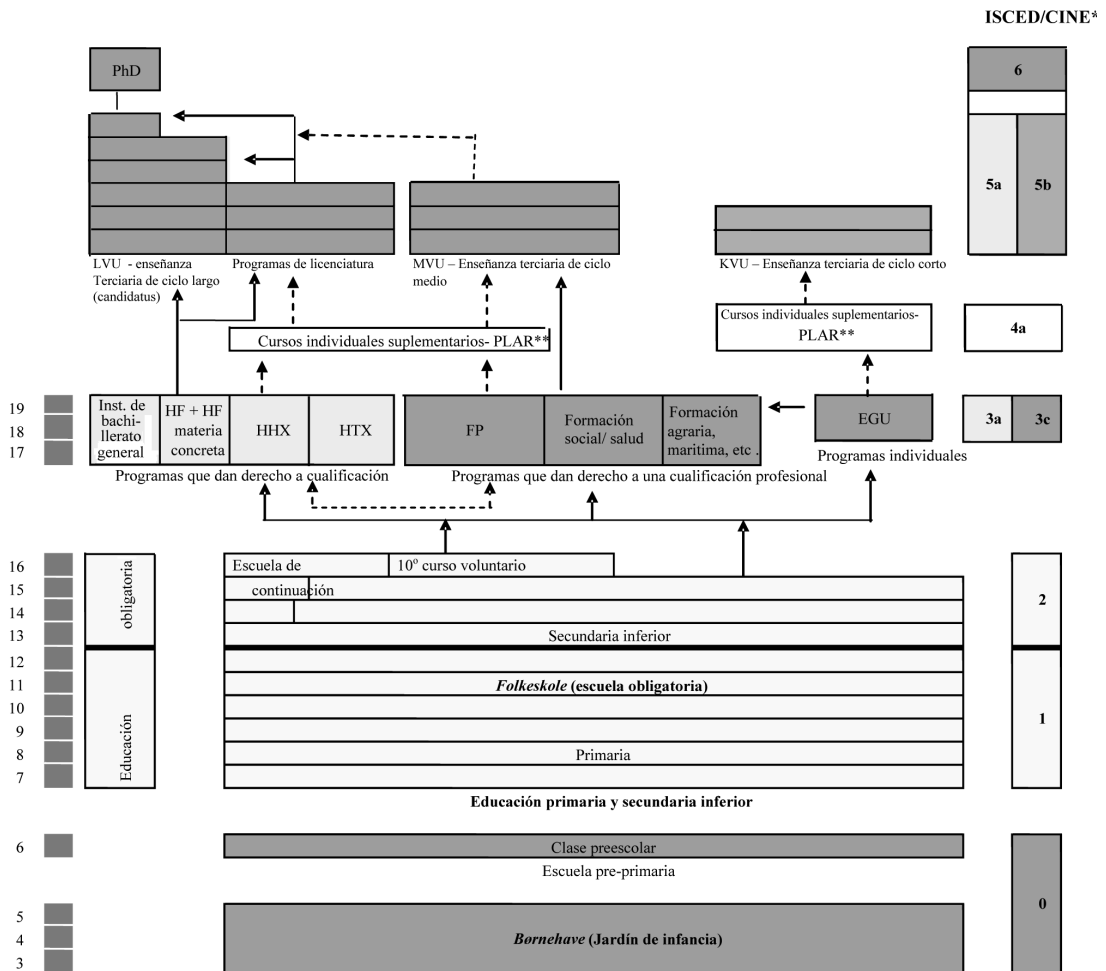 ISCED/CINE*
PhD
6
5a
5b
LVU - enseñanza
Terciaria de ciclo largo
(candidatus)
Programas de licenciatura
MVU – Enseñanza terciaria de ciclo
medio
KVU – Enseñanza terciaria de ciclo corto
Cursos individuales suplementarios- PLAR**
Cursos individuales suplementarios-
PLAR**
4a
19
18
17
Inst. de
bachi-
llerato
general
HF + HF
materia
concreta
HHX
HTX
FP
Formación
social/ salud
Formación
agraria,
maritima, etc .
EGU
3a
3c
Programas individuales
Programas que dan derecho a cualificación
Programas que dan derecho a una cualificación profesional
16
15
14
13
12
11
10
9
8
7
obligatoria
Educación
Escuela de
continuación
10º curso voluntario
Secundaria inferior
Folkeskole (escuela obligatoria)
Primaria
2
1
Educación primaria y secundaria inferior
6
Clase preescolar
Escuela pre-primaria
5
4
3
Børnehave (Jardín de infancia)
0